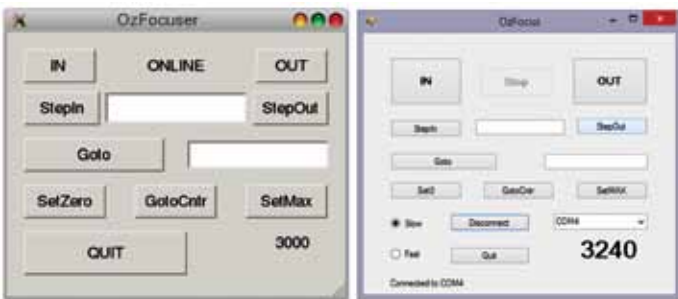 OzFocuser
IN ONLINE OUT
StepIn StepOut
Goto
SetZero GotoCntr SetMax
QUIT 3000
OzFocus
IN Stop OUT
StepIn StepOut
Goto
Set0 GotoCntr SetMAX
Slow Disconnect COM4
Fast Quit 3240
Connected to COM4